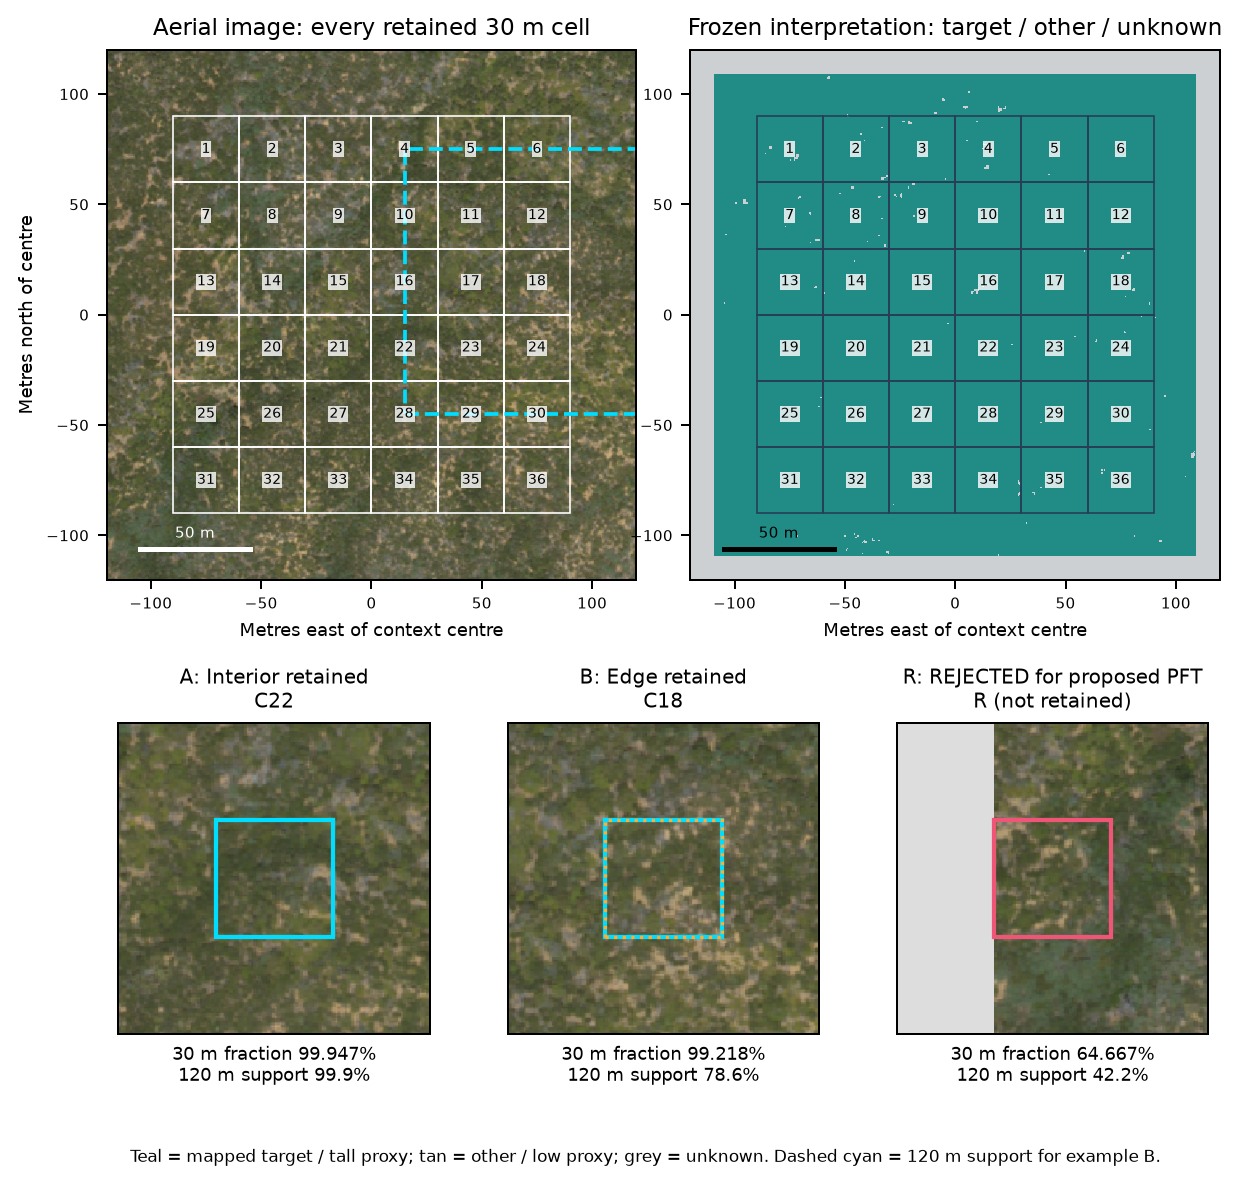 Aerial image: every retained 30 m cell
Frozen interpretation: target / other / unknown
Metres north of centre
100
50
0
−50
−100
1 2 3 4 5 6
7 8 9 10 11 12
13 14 15 16 17 18
19 20 21 22 23 24
25 26 27 28 29 30
31 32 33 34 35 36
50 m
−100 −50 0 50 100
Metres east of context centre
100
50
0
−50
−100
1 2 3 4 5 6
7 8 9 10 11 12
13 14 15 16 17 18
19 20 21 22 23 24
25 26 27 28 29 30
31 32 33 34 35 36
50 m
−100 −50 0 50 100
Metres east of context centre
A: Interior retained
C22
30 m fraction 99.947%
120 m support 99.9%
B: Edge retained
C18
30 m fraction 99.218%
120 m support 78.6%
R: REJECTED for proposed PFT
R (not retained)
30 m fraction 64.667%
120 m support 42.2%
Teal = mapped target / tall proxy; tan = other / low proxy; grey = unknown. Dashed cyan = 120 m support for example B.